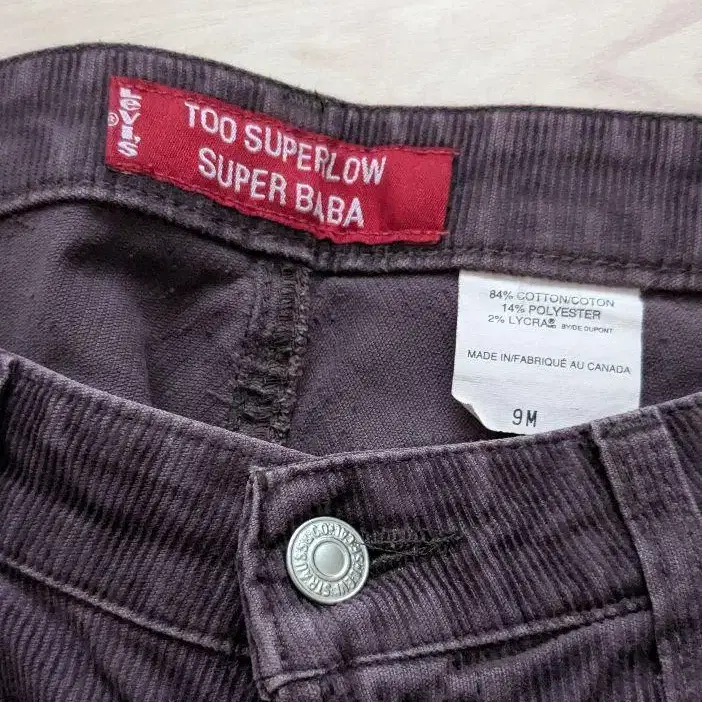 LEVI'S ®
TOO SUPERLOW
SUPER BABA
84% COTTON/COTON
14% POLYESTER
2% LYCRA® BY/DE DUPONT
MADE IN/FABRIQUÉ AU CANADA
9M
LEVI STRAUSS & CO.